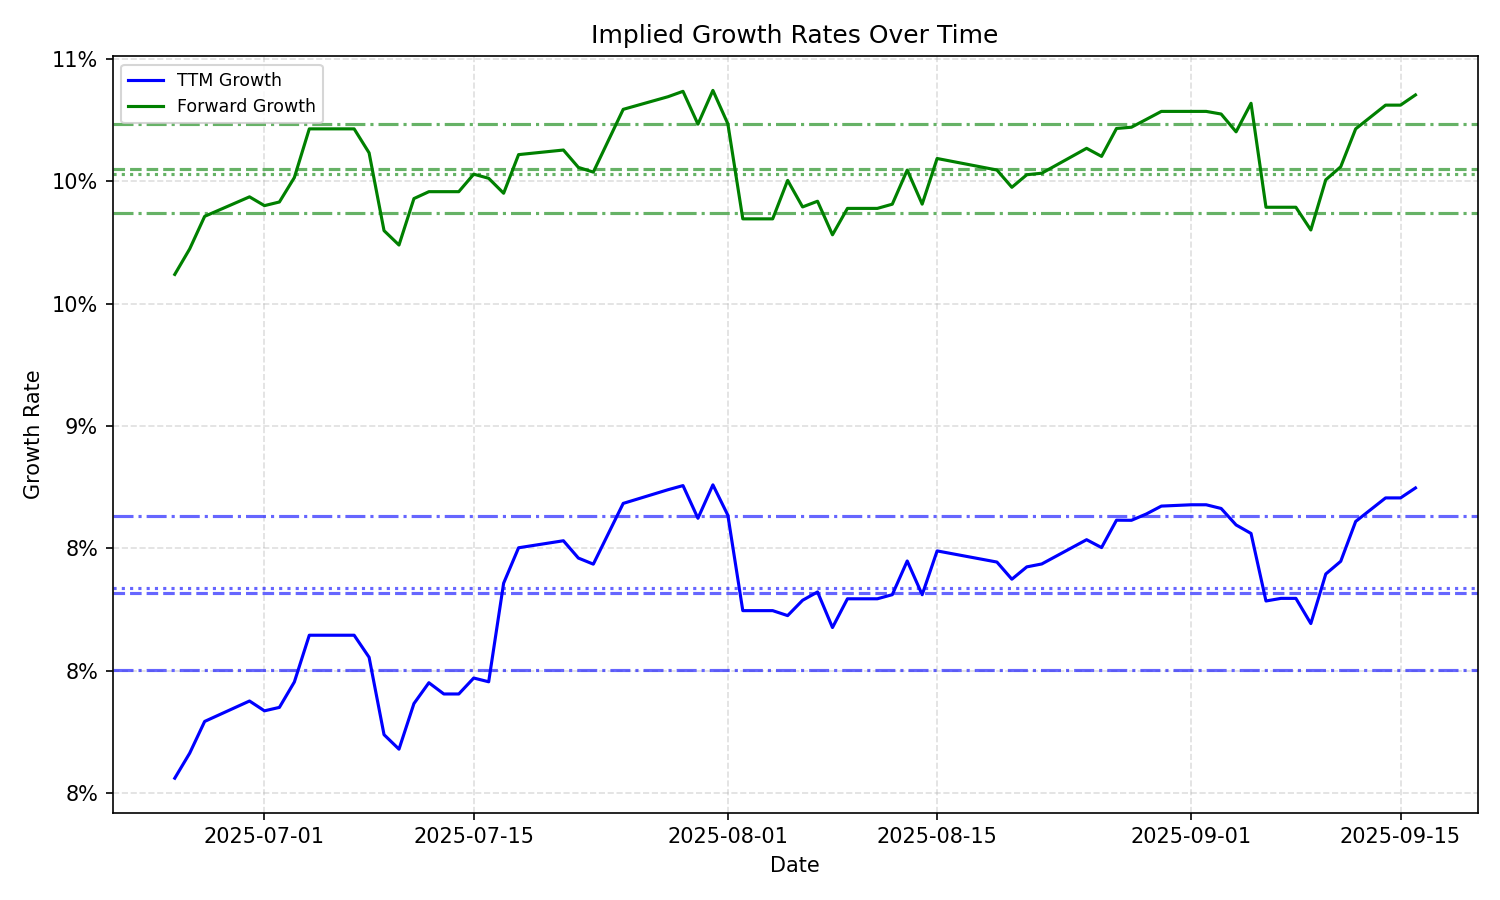 Implied Growth Rates Over Time
11%
TTM Growth
Forward Growth
10%
10%
9%
8%
8%
8%
Growth Rate
2025-07-01
2025-07-15
2025-08-01
2025-08-15
2025-09-01
2025-09-15
Date